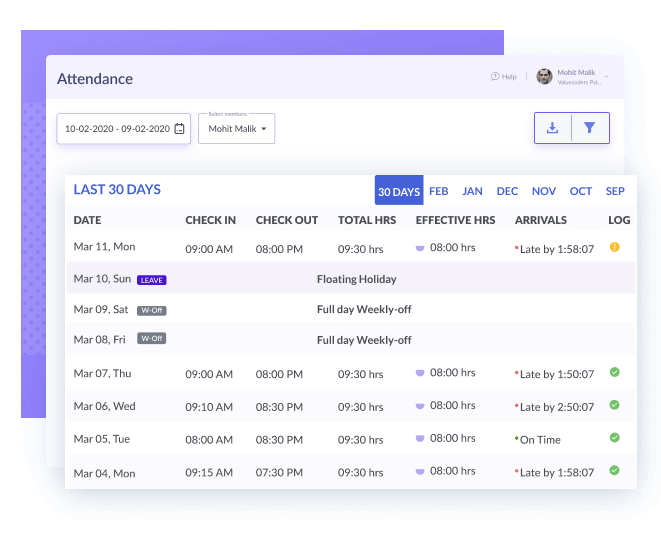 Attendance
Help
Mohit Malik
Valuecoders Pvt...
10-02-2020 - 09-02-2020
Select members
Mohit Malik
LAST 30 DAYS
30 DAYS FEB JAN DEC NOV OCT SEP
DATE CHECK IN CHECK OUT TOTAL HRS EFFECTIVE HRS ARRIVALS LOG
Mar 11, Mon 09:00 AM 08:00 PM 09:30 hrs 08:00 hrs Late by 1:58:07
Mar 10, Sun LEAVE Floating Holiday
Mar 09, Sat W-Off Full day Weekly-off
Mar 08, Fri W-Off Full day Weekly-off
Mar 07, Thu 09:00 AM 08:00 PM 09:30 hrs 08:00 hrs Late by 1:50:07
Mar 06, Wed 09:10 AM 08:30 PM 09:30 hrs 08:00 hrs Late by 2:50:07
Mar 05, Tue 08:00 AM 08:30 PM 09:30 hrs 08:00 hrs On Time
Mar 04, Mon 09:15 AM 07:30 PM 09:30 hrs 08:00 hrs Late by 1:58:07